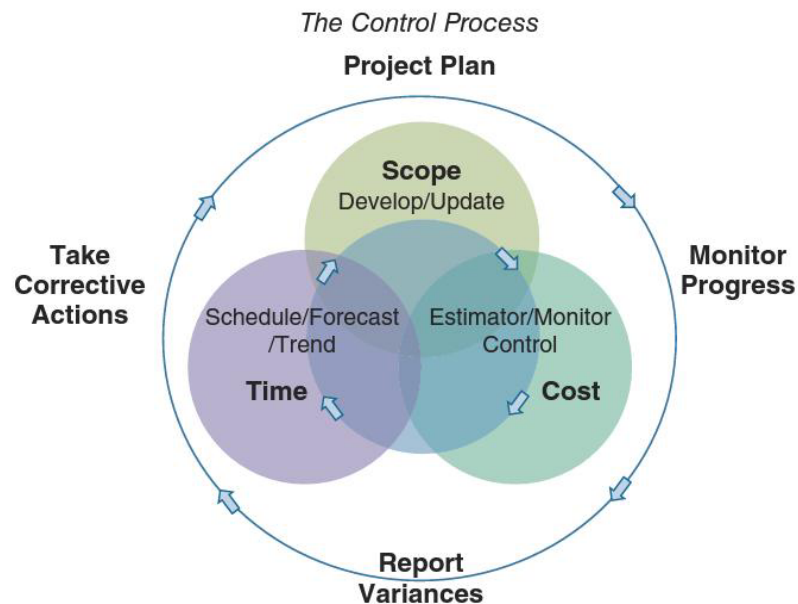 The Control Process
Project Plan
Scope
Develop/Update
Take
Corrective
Actions
Monitor
Progress
Schedule/Forecast
/Trend
Time
Estimator/Monitor
Control
Cost
Report
Variances